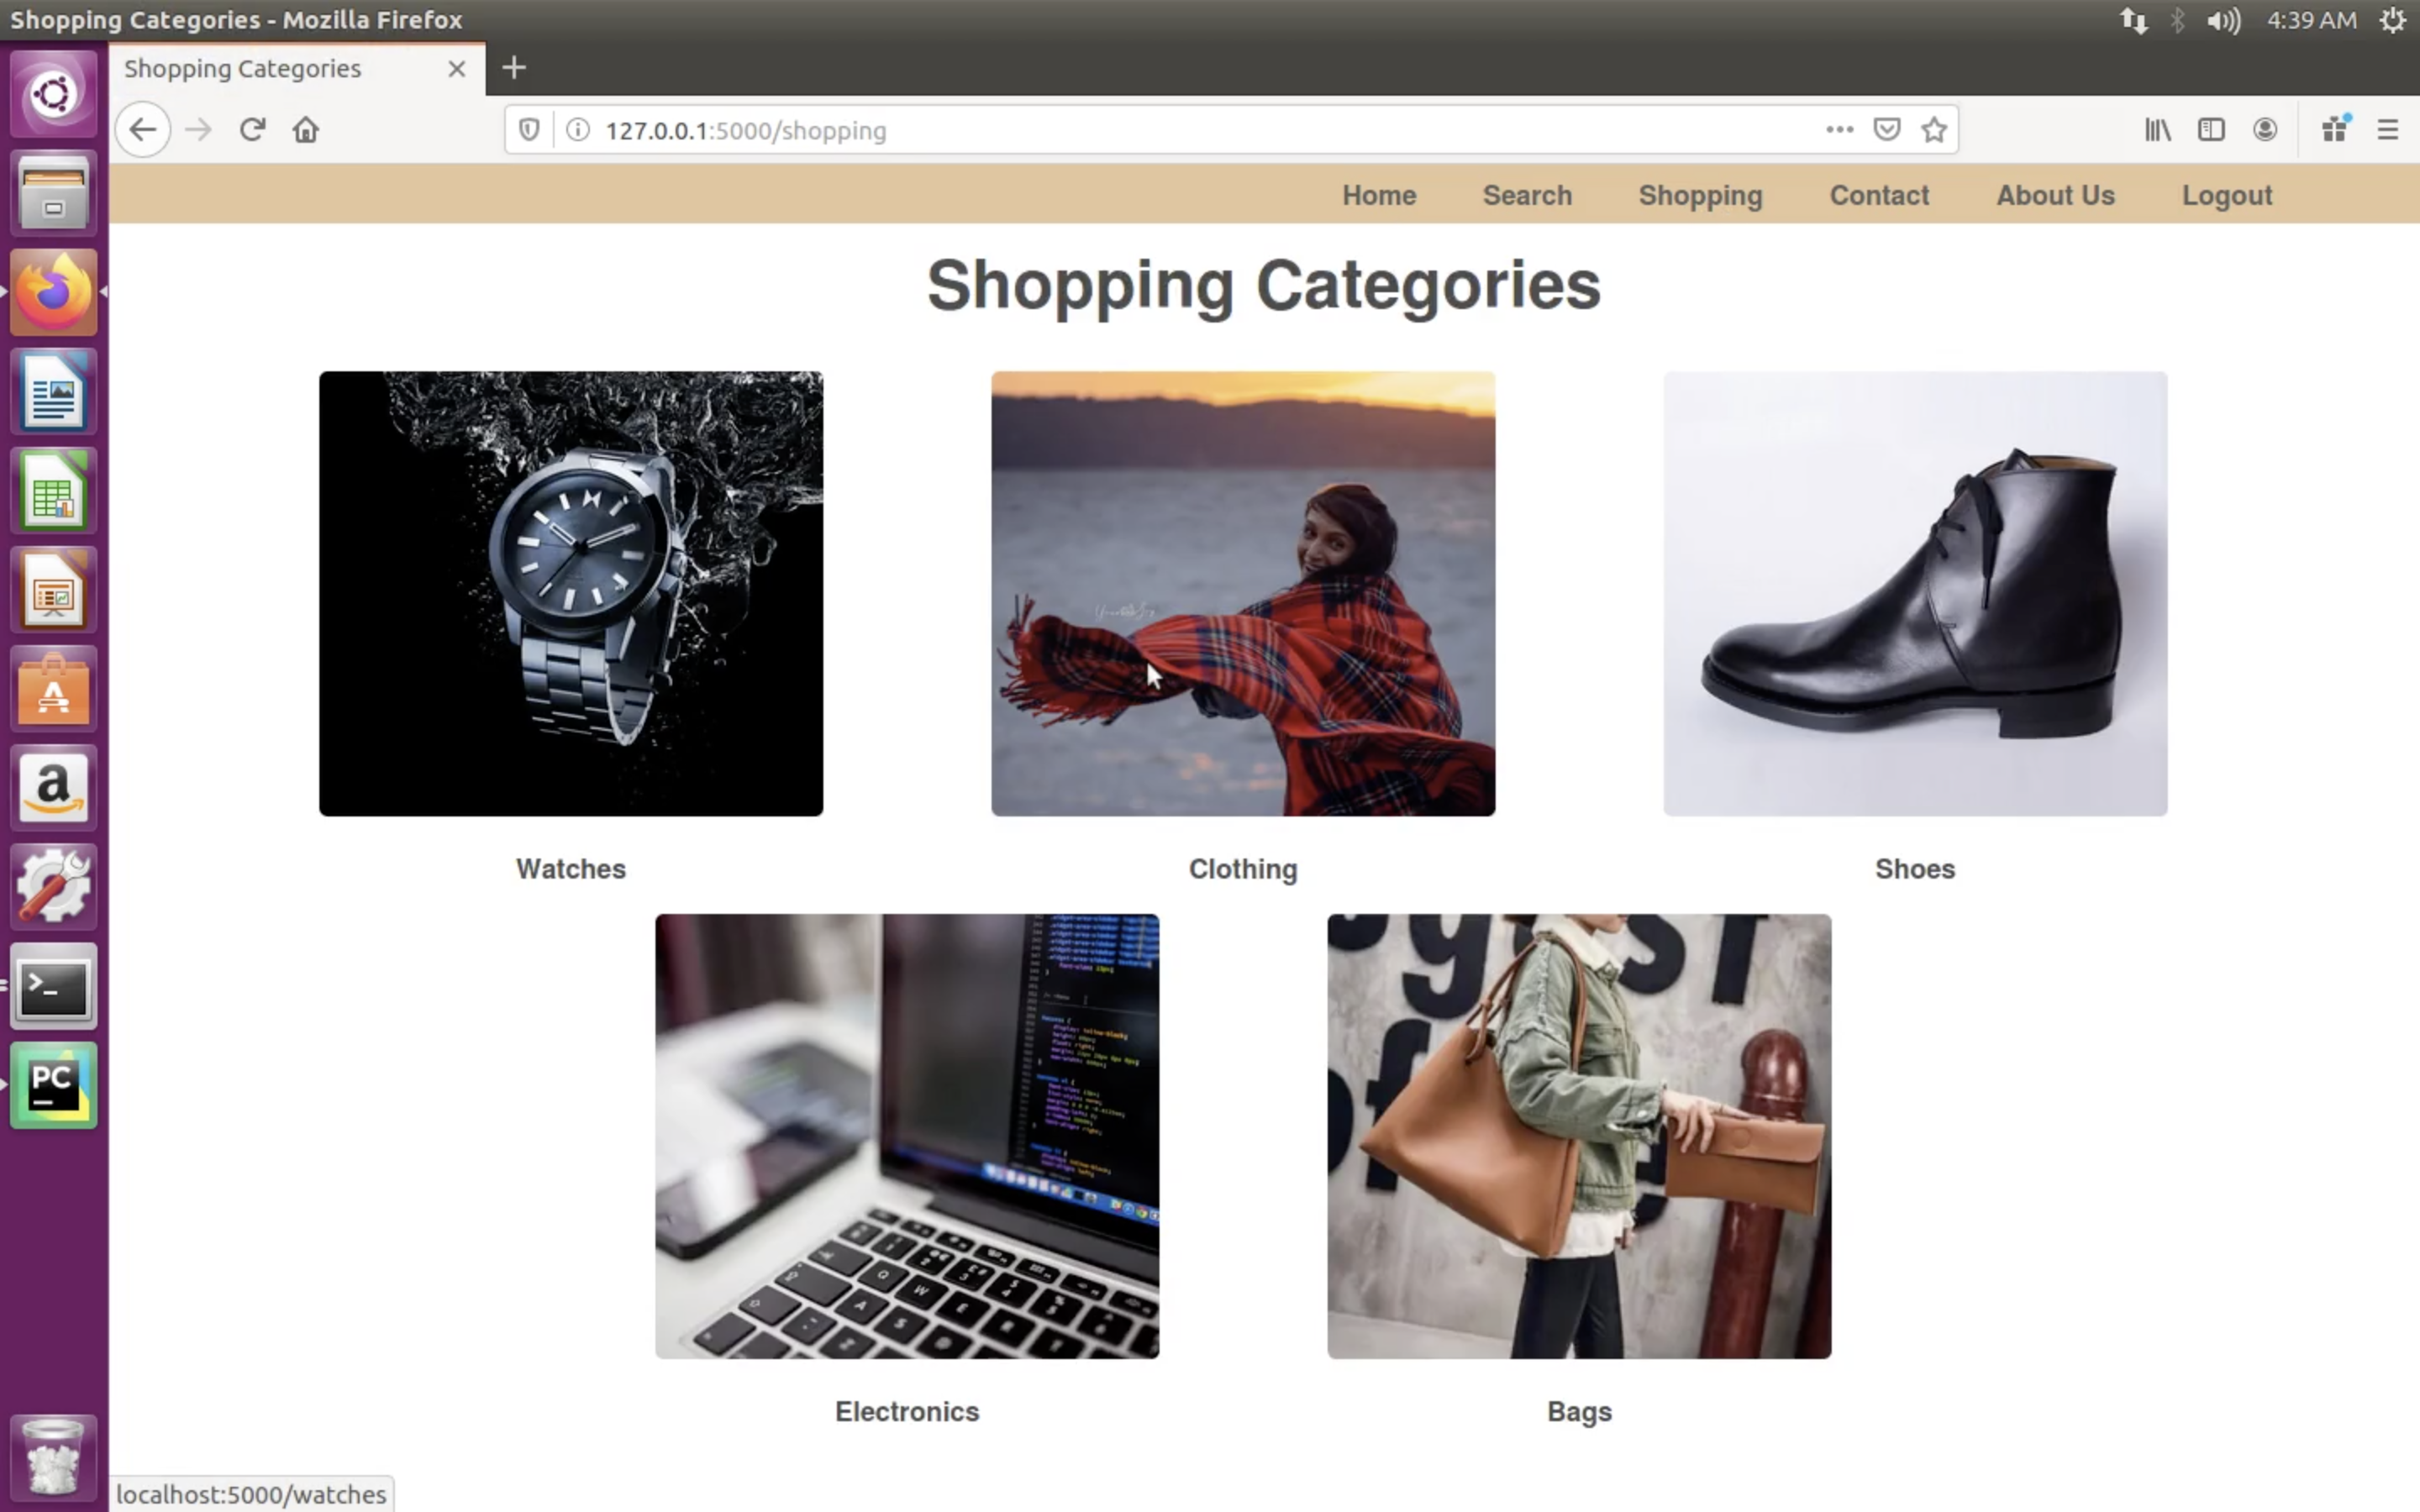 Shopping Categories - Mozilla Firefox
4:39 AM
Shopping Categories
127.0.0.1:5000/shopping
Home Search Shopping Contact About Us Logout
Shopping Categories
Watches Clothing Shoes
Electronics Bags
PC
localhost:5000/watches